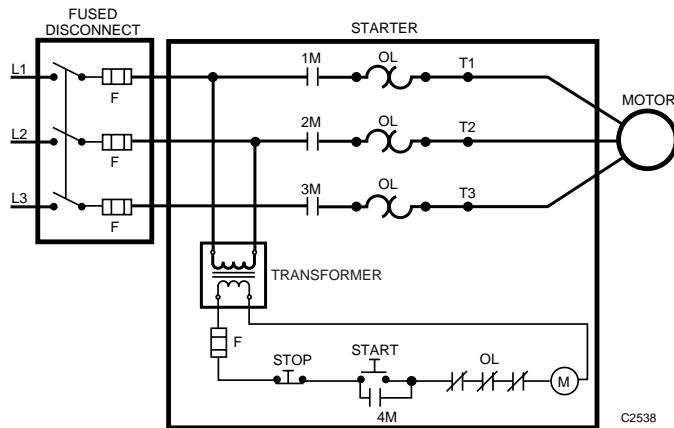 FUSED
DISCONNECT
STARTER
L1
F
1M
OL
T1
MOTOR
L2
F
2M
OL
T2
L3
F
3M
OL
T3
TRANSFORMER
F
STOP
START
OL
M
4M
C2538